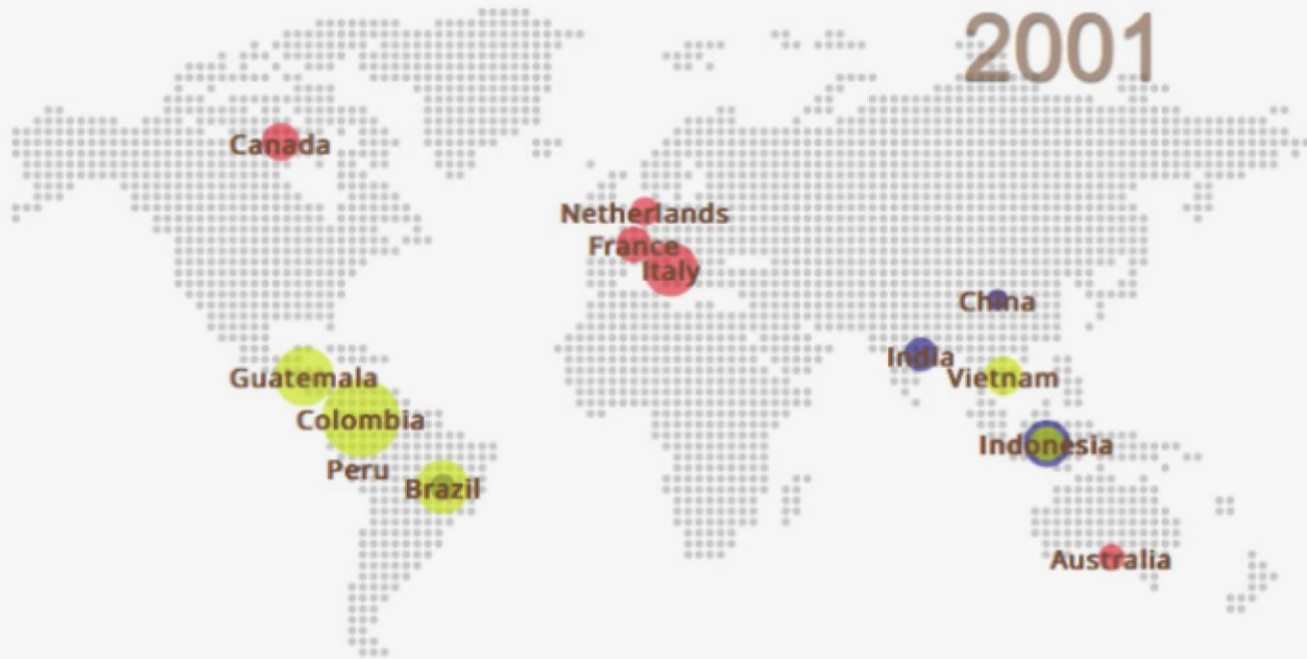 2001
Canada
Netherlands
France
Italy
China
India
Vietnam
Guatemala
Colombia
Indonesia
Peru
Brazil
Australia